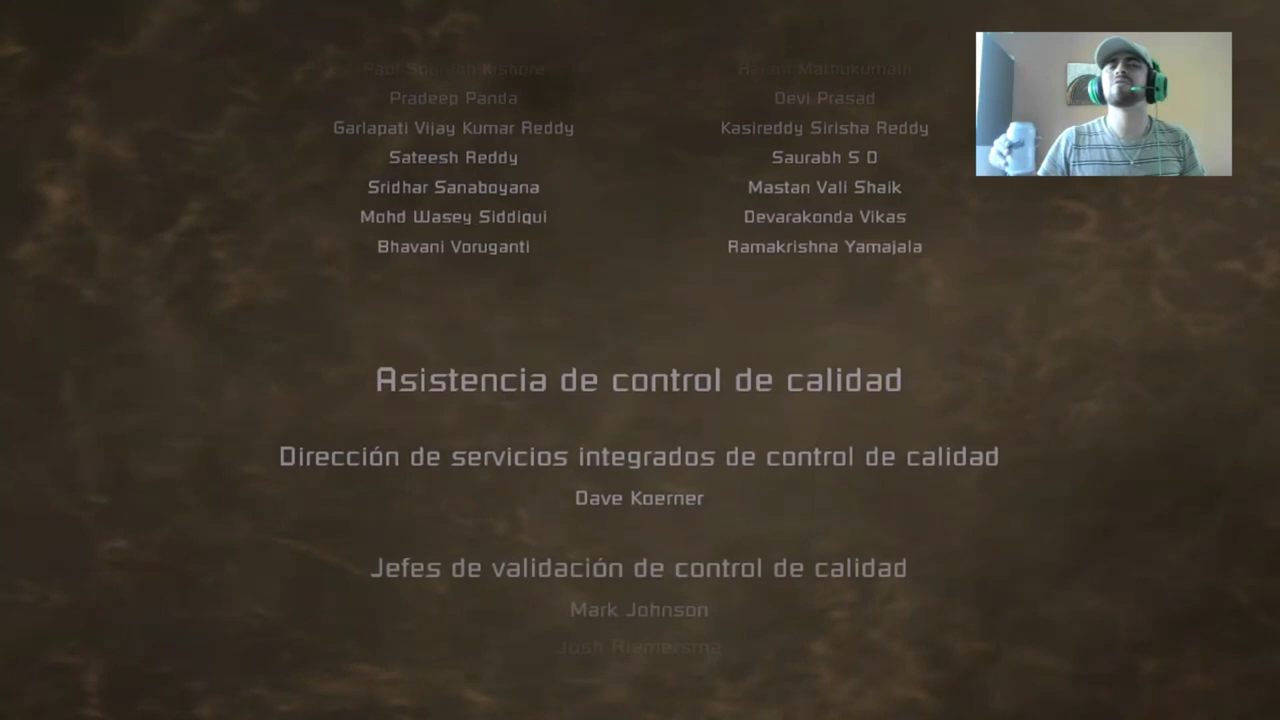 Pradeep Panda
Devi Prasad
Garlapati Vijay Kumar Reddy
Kasireddy Sirisha Reddy
Sateesh Reddy
Saurabh S D
Sridhar Sanaboyana
Mastan Vali Shaik
Mohd Wasey Siddiqui
Devarakonda Vikas
Bhavani Voruganti
Ramakrishna Yamajala
Asistencia de control de calidad
Dirección de servicios integrados de control de calidad
Dave Koerner
Jefes de validación de control de calidad
Mark Johnson
Josh Riemersma